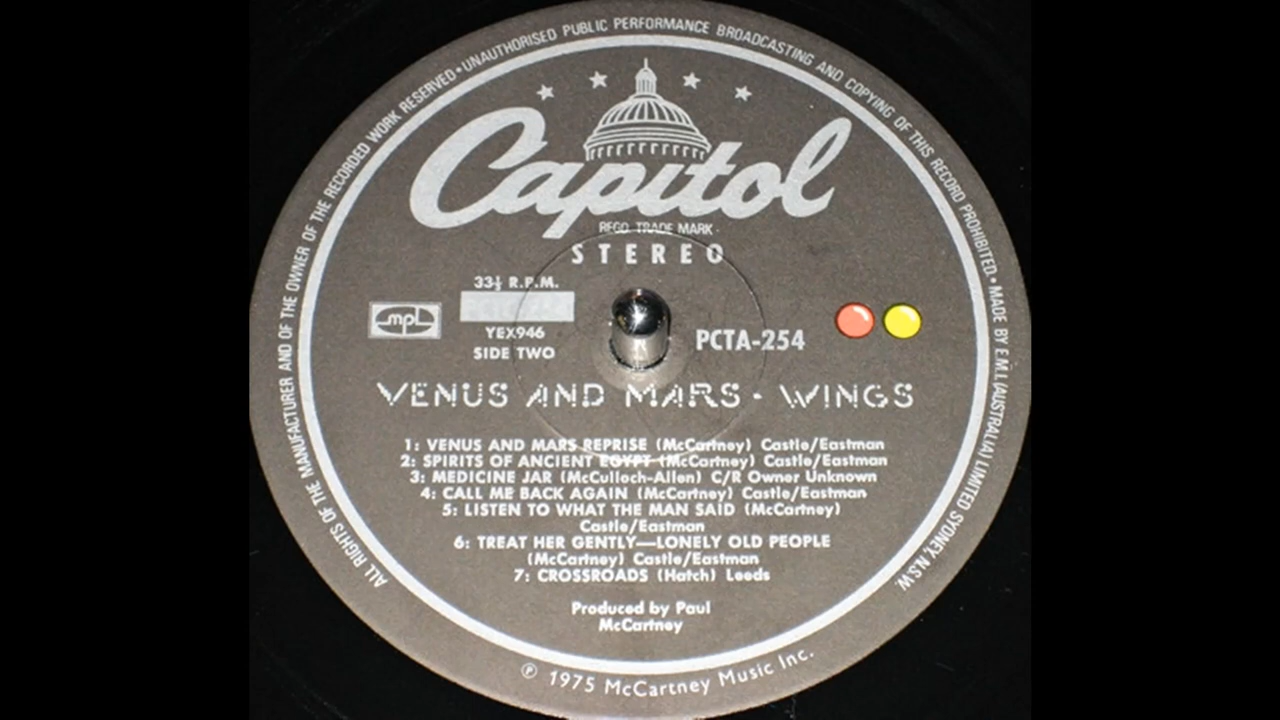 ALL RIGHTS OF THE MANUFACTURER AND OF THE OWNER OF THE RECORDED WORK RESERVED • UNAUTHORISED PUBLIC PERFORMANCE BROADCASTING AND COPYING OF THIS RECORD PROHIBITED. • MADE BY E.M.I. (AUSTRALIA) LIMITED SYDNEY, N.S.W.
Capitol
REGD. TRADE MARK
STEREO
33⅓ R.P.M.
mpl
YEX946
SIDE TWO
PCTA-254
VENUS AND MARS • WINGS
1: VENUS AND MARS REPRISE (McCartney) Castle/Eastman
2: SPIRITS OF ANCIENT EGYPT (McCartney) Castle/Eastman
3: MEDICINE JAR (McCulloch-Allen) C/R Owner Unknown
4: CALL ME BACK AGAIN (McCartney) Castle/Eastman
5: LISTEN TO WHAT THE MAN SAID (McCartney)
Castle/Eastman
6: TREAT HER GENTLY—LONELY OLD PEOPLE
(McCartney) Castle/Eastman
7: CROSSROADS (Hatch) Leeds
Produced by Paul
McCartney
℗ 1975 McCartney Music Inc.